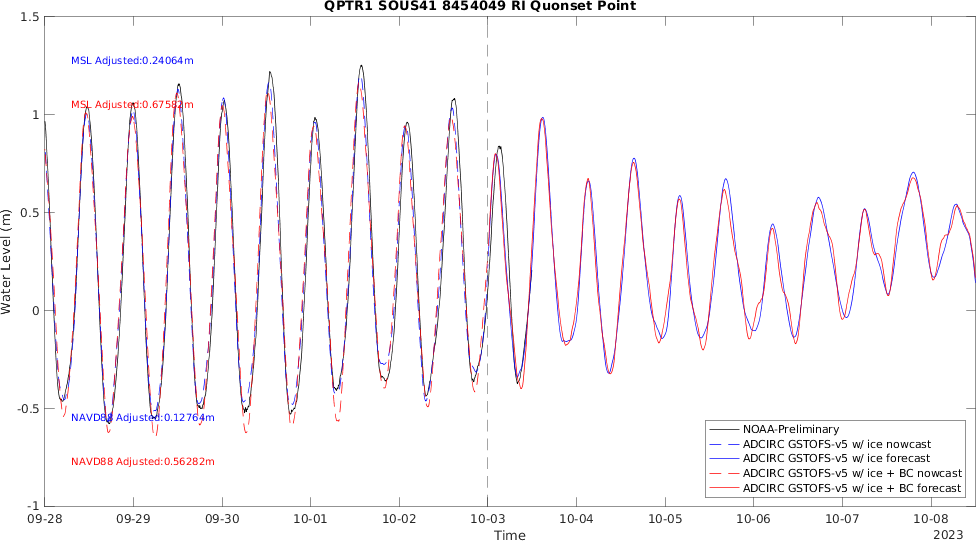 QPTR1 SOUS41 8454049 RI Quonset Point
1.5
MSL Adjusted:0.24064m
MSL Adjusted:0.67582m
1
0.5
Water Level (m)
0
-0.5
NAVD88 Adjusted:0.12764m
NAVD88 Adjusted:0.56282m
NOAA-Preliminary
ADCIRC GSTOFS-v5 w/ ice nowcast
ADCIRC GSTOFS-v5 w/ ice forecast
ADCIRC GSTOFS-v5 w/ ice + BC nowcast
ADCIRC GSTOFS-v5 w/ ice + BC forecast
-1
09-28 09-29 09-30 10-01 10-02 10-03 10-04 10-05 10-06 10-07 10-08
Time 2023